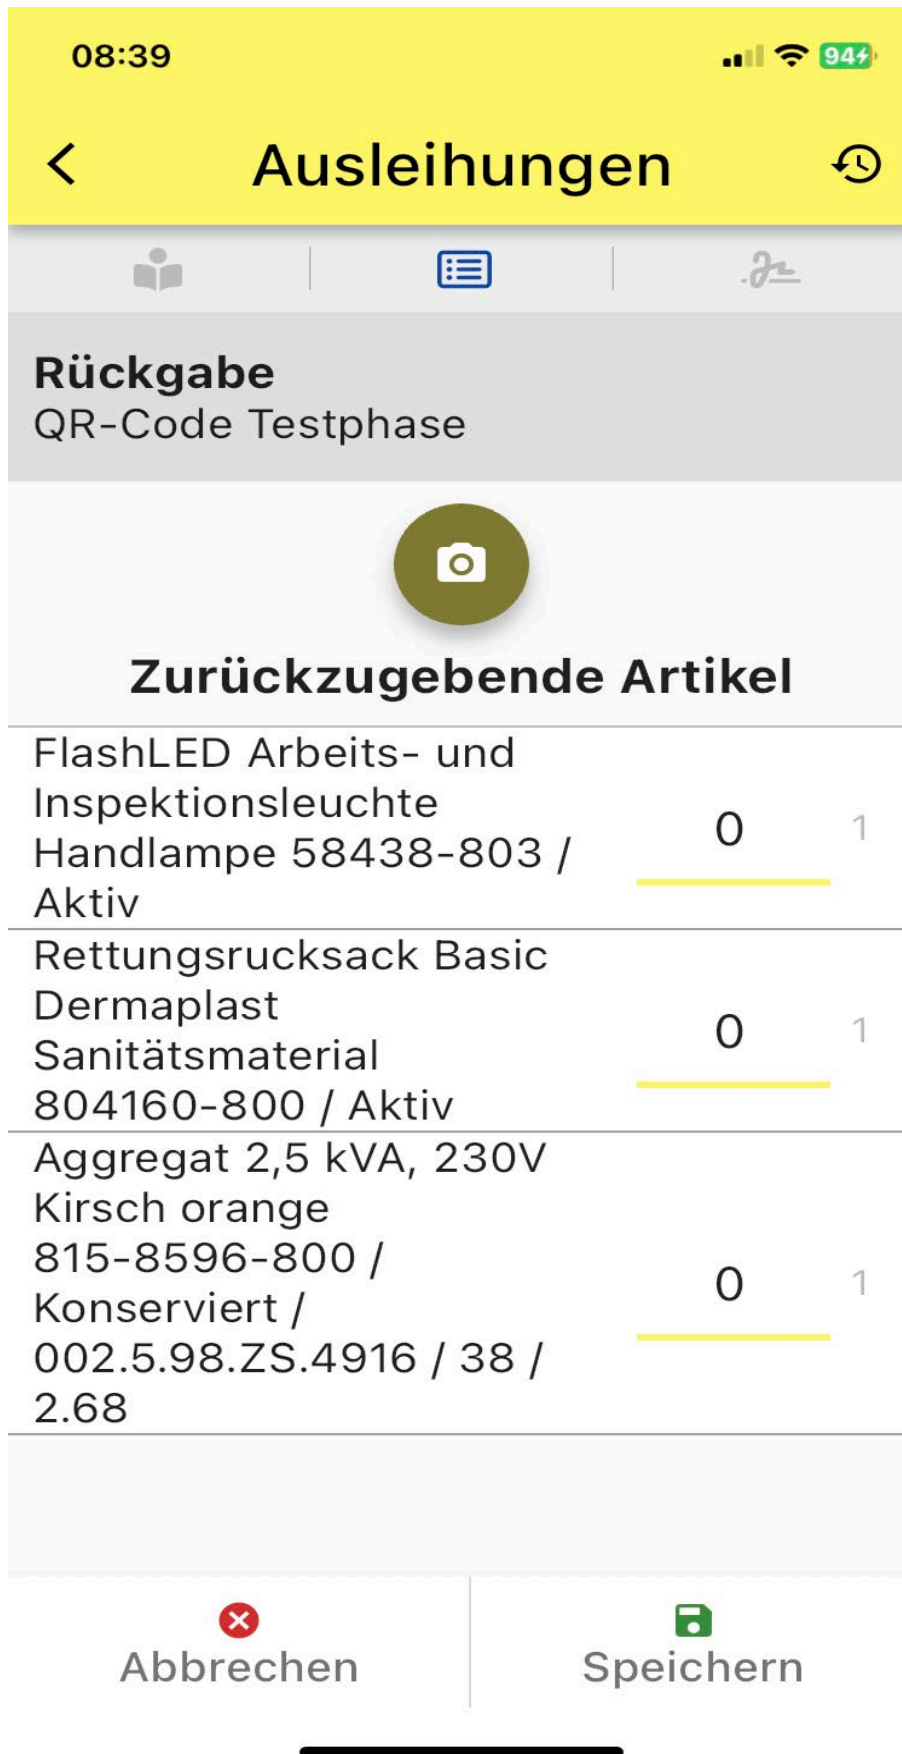 08:39
94
Ausleihungen
Rückgabe
QR-Code Testphase
Zurückzugebende Artikel
FlashLED Arbeits- und
Inspektionsleuchte
Handlampe 58438-803 /
Aktiv
0 1
Rettungsrucksack Basic
Dermaplast
Sanitätsmaterial
804160-800 / Aktiv
0 1
Aggregat 2,5 kVA, 230V
Kirsch orange
815-8596-800 /
Konserviert /
002.5.98.ZS.4916 / 38 /
2.68
0 1
Abbrechen
Speichern